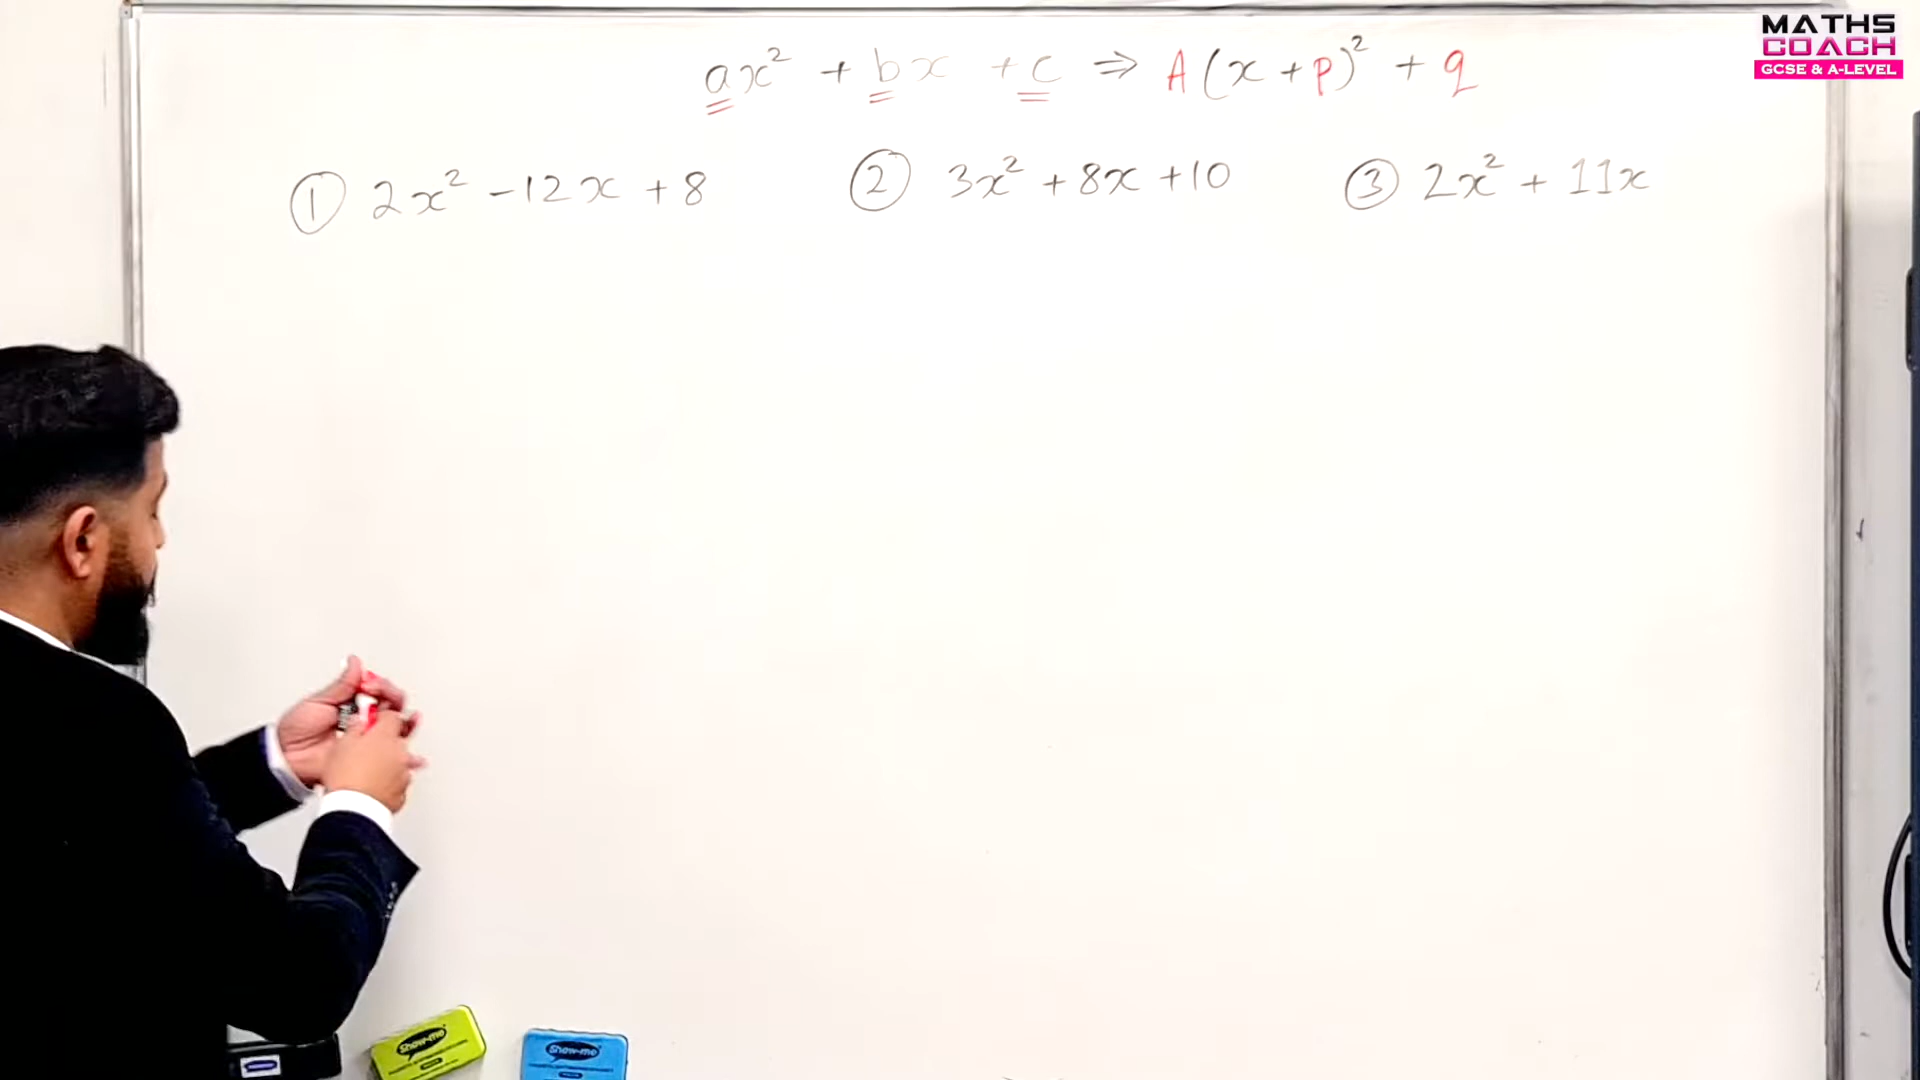 MATHS
COACH
GCSE & A-LEVEL
ax² + bx + c ⇒ A(x + p)² + q
① 2x² - 12x + 8 ② 3x² + 8x + 10 ③ 2x² + 11x
Show-me Show-me